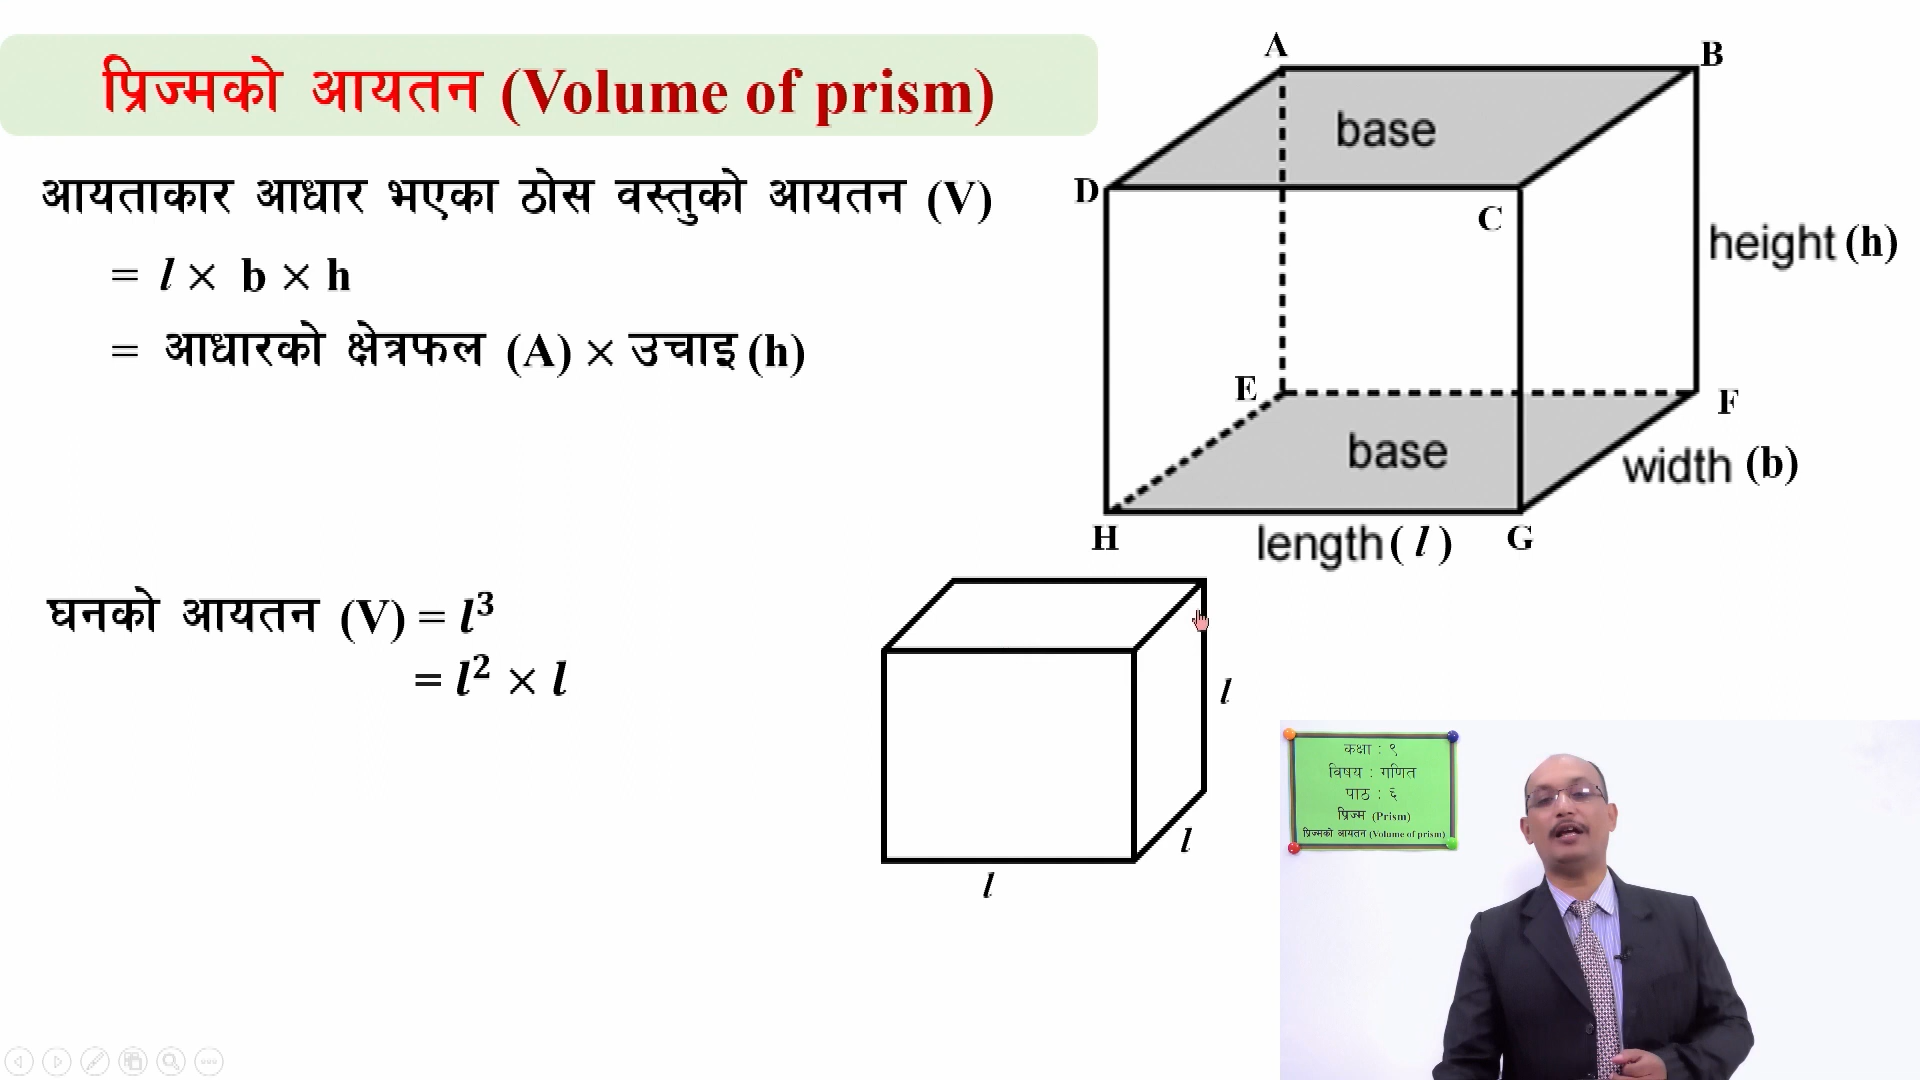 प्रिज्मको आयतन (Volume of prism)
आयताकार आधार भएका ठोस वस्तुको आयतन (V)
= l × b × h
= आधारको क्षेत्रफल (A) × उचाइ (h)
घनको आयतन (V) = l³
= l² × l
A
B
base
D
C
height (h)
E
F
base
width (b)
H
length ( l )
G
l
l
l
कक्षा : ९
विषय : गणित
पाठ : ६
प्रिज्म (Prism)
प्रिज्मको आयतन (Volume of prism)